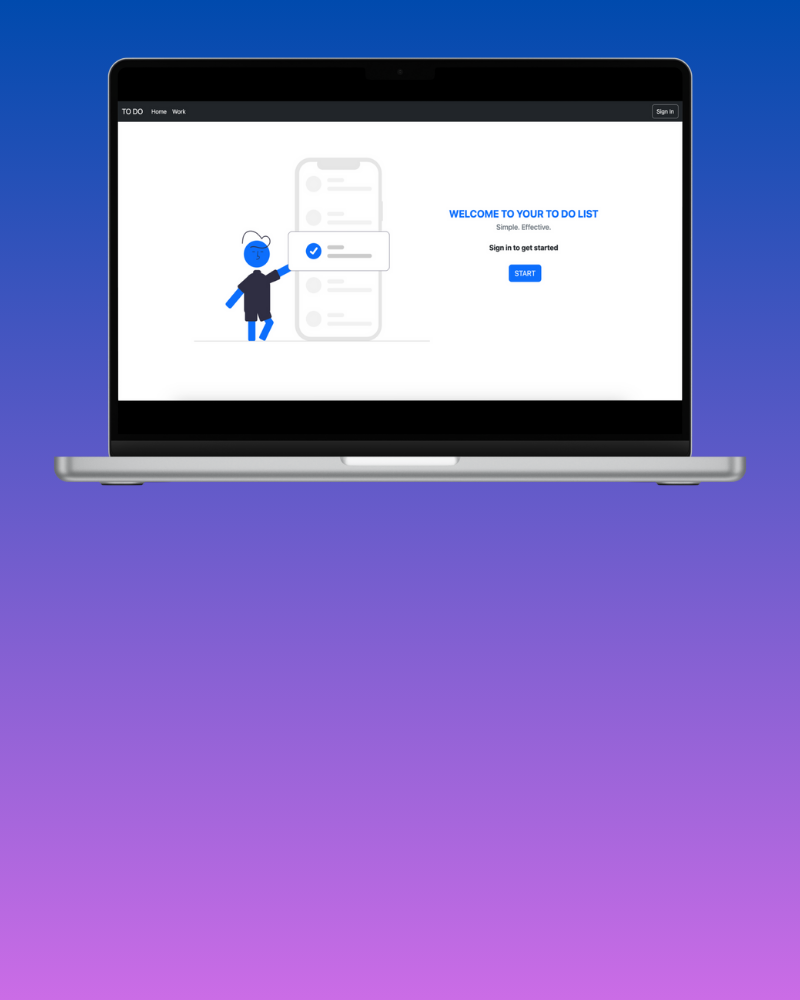 TO DO Home Work Sign In
WELCOME TO YOUR TO DO LIST
Simple. Effective.
Sign in to get started
START